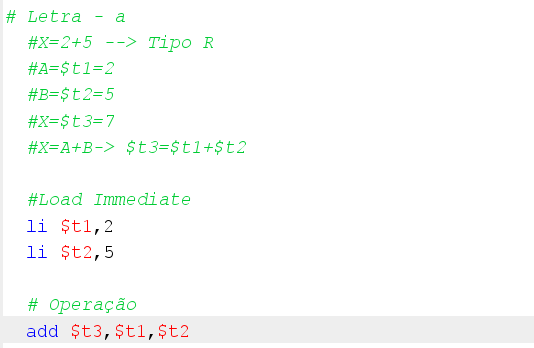 # Letra - a
#X=2+5 --> Tipo R
#A=$t1=2
#B=$t2=5
#X=$t3=7
#X=A+B-> $t3=$t1+$t2
#Load Immediate
li $t1,2
li $t2,5
# Operação
add $t3,$t1,$t2